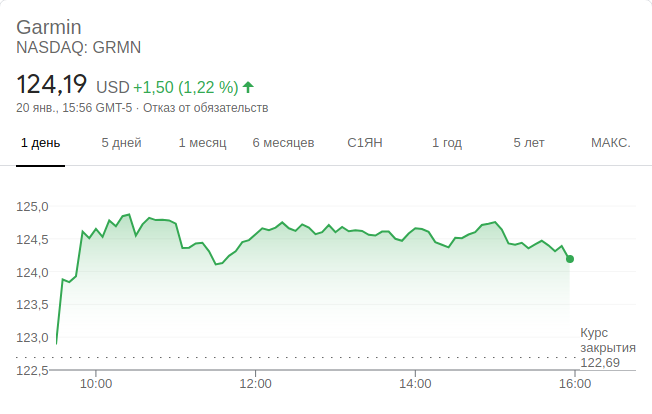 Garmin
NASDAQ: GRMN
124,19 USD +1,50 (1,22 %)
20 янв., 15:56 GMT-5 · Отказ от обязательств
1 день 5 дней 1 месяц 6 месяцев С1ЯН 1 год 5 лет МАКС.
125,0
124,5
124,0
123,5
123,0
122,5
Курс
закрытия
122,69
10:00 12:00 14:00 16:00